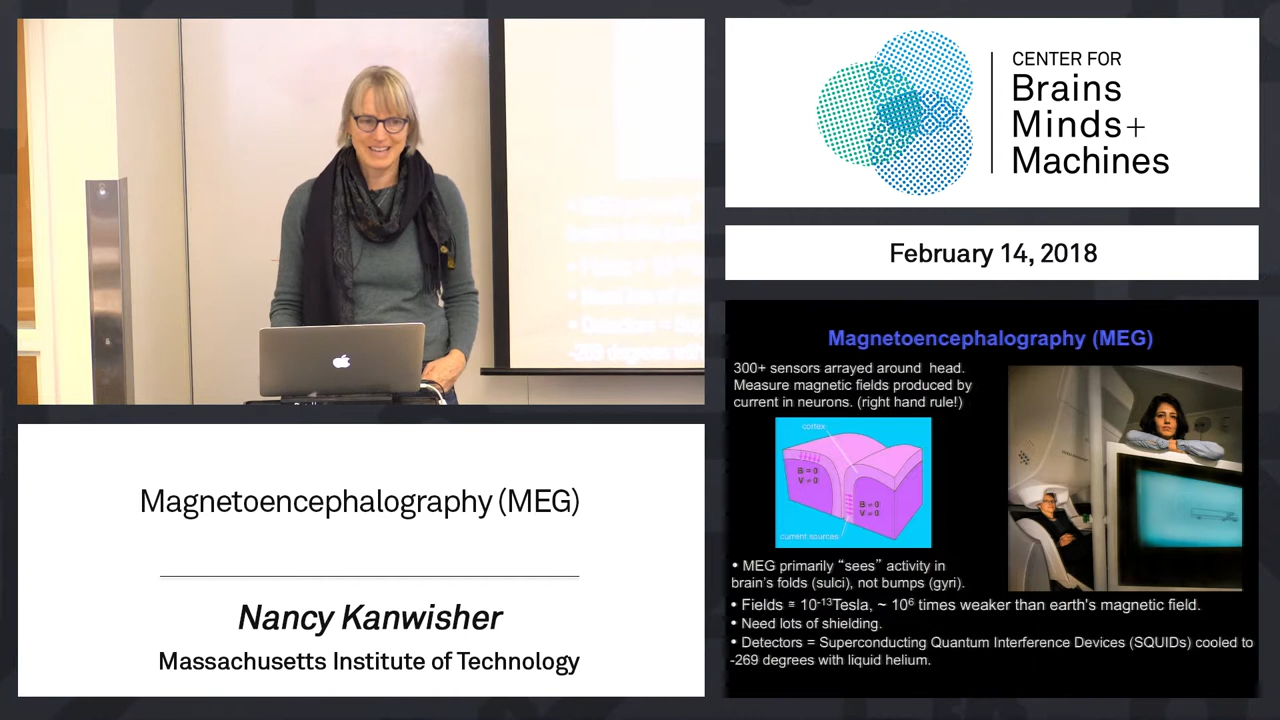 CENTER FOR
Brains
Minds+
Machines
February 14, 2018
Magnetoencephalography (MEG)
Nancy Kanwisher
Massachusetts Institute of Technology
Magnetoencephalography (MEG)
300+ sensors arrayed around head.
Measure magnetic fields produced by
current in neurons. (right hand rule!)
cortex
B = 0
current sources
• MEG primarily “sees” activity in
brain's folds (sulci), not bumps (gyri).
• Fields ≅ 10-13Tesla, ~ 106 times weaker than earth's magnetic field.
• Need lots of shielding.
• Detectors = Superconducting Quantum Interference Devices (SQUIDs) cooled to
-269 degrees with liquid helium.